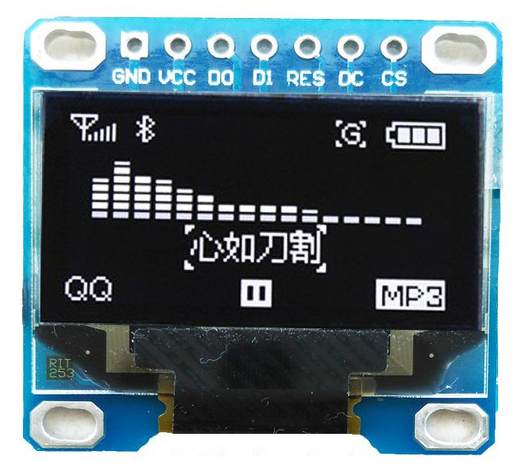 GND VCC D0 D1 RES DC CS
G
心如刀割
QQ
MP3
RIT
253